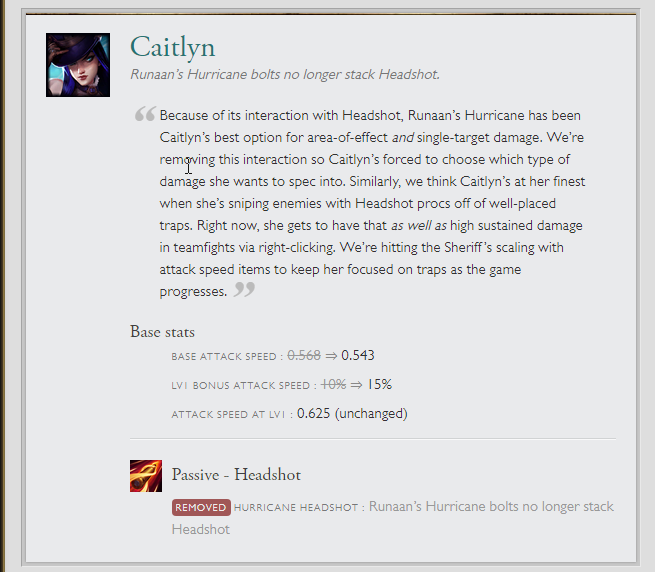 Caitlyn
Runaan's Hurricane bolts no longer stack Headshot.
“ Because of its interaction with Headshot, Runaan's Hurricane has been
Caitlyn's best option for area-of-effect and single-target damage. We're
removing this interaction so Caitlyn's forced to choose which type of
damage she wants to spec into. Similarly, we think Caitlyn's at her finest
when she's sniping enemies with Headshot procs off of well-placed
traps. Right now, she gets to have that as well as high sustained damage
in teamfights via right-clicking. We're hitting the Sheriff's scaling with
attack speed items to keep her focused on traps as the game
progresses. ”
Base stats
BASE ATTACK SPEED : 0.568 ⇒ 0.543
LV1 BONUS ATTACK SPEED : 10% ⇒ 15%
ATTACK SPEED AT LV1 : 0.625 (unchanged)
Passive - Headshot
REMOVED HURRICANE HEADSHOT : Runaan's Hurricane bolts no longer stack
Headshot